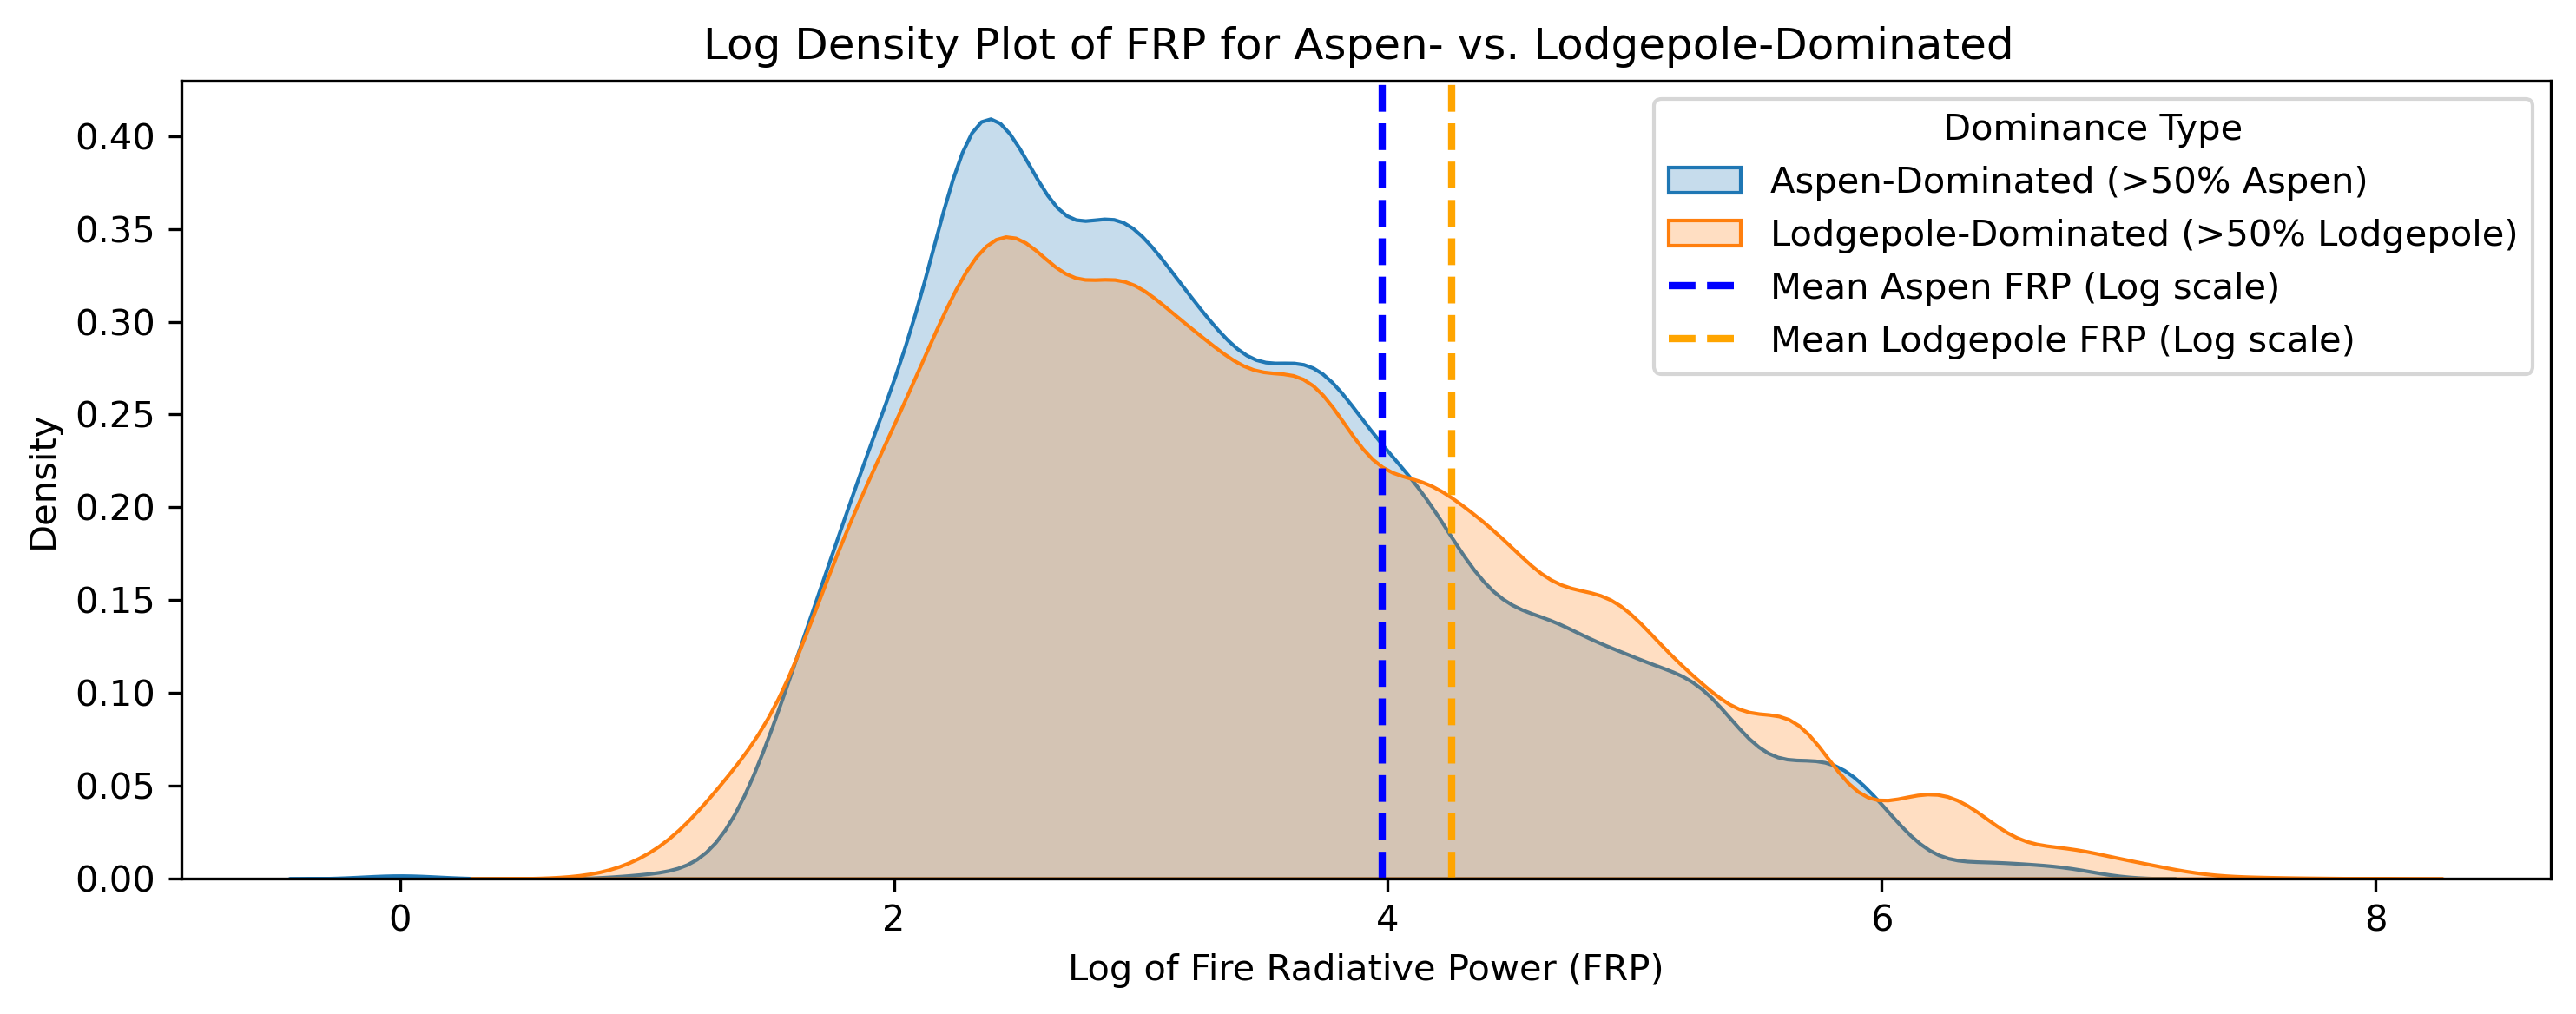 Log Density Plot of FRP for Aspen- vs. Lodgepole-Dominated
Dominance Type
Aspen-Dominated (>50% Aspen)
Lodgepole-Dominated (>50% Lodgepole)
Mean Aspen FRP (Log scale)
Mean Lodgepole FRP (Log scale)
Density
0.40
0.35
0.30
0.25
0.20
0.15
0.10
0.05
0.00
0 2 4 6 8
Log of Fire Radiative Power (FRP)